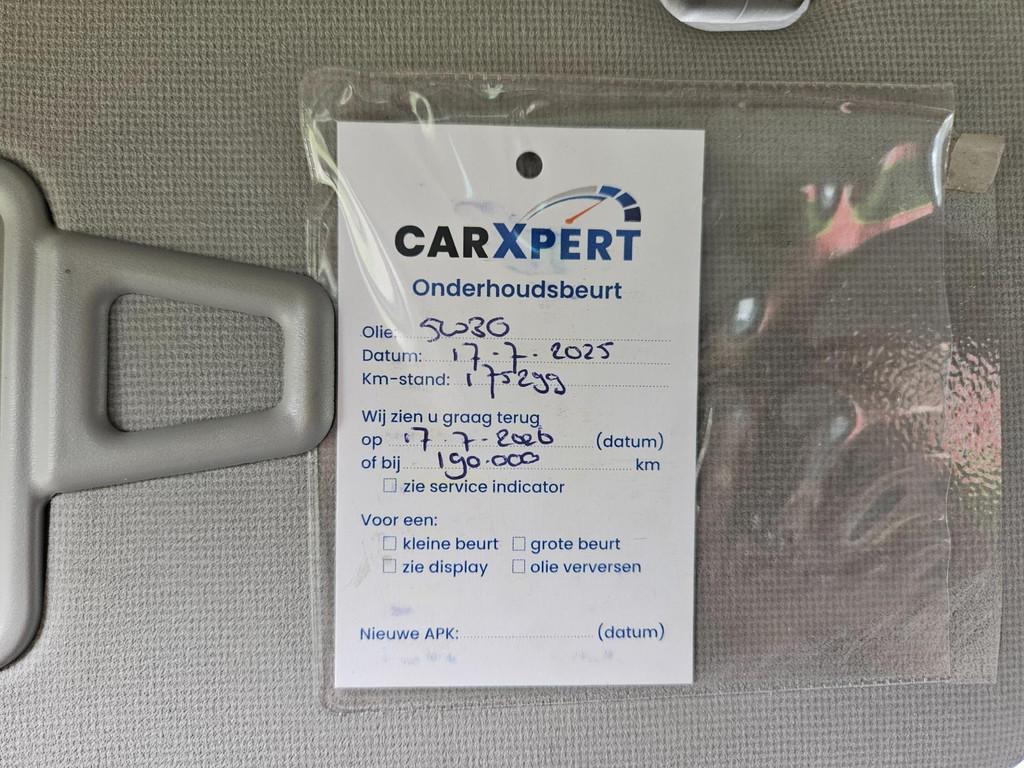 CARXPERT
Onderhoudsbeurt
Olie: 5W30
Datum: 17-7-2025
Km-stand: 175299
Wij zien u graag terug
op 17-7-2026 (datum)
of bij 190.000 km
zie service indicator
Voor een:
kleine beurt grote beurt
zie display olie verversen
Nieuwe APK: (datum)